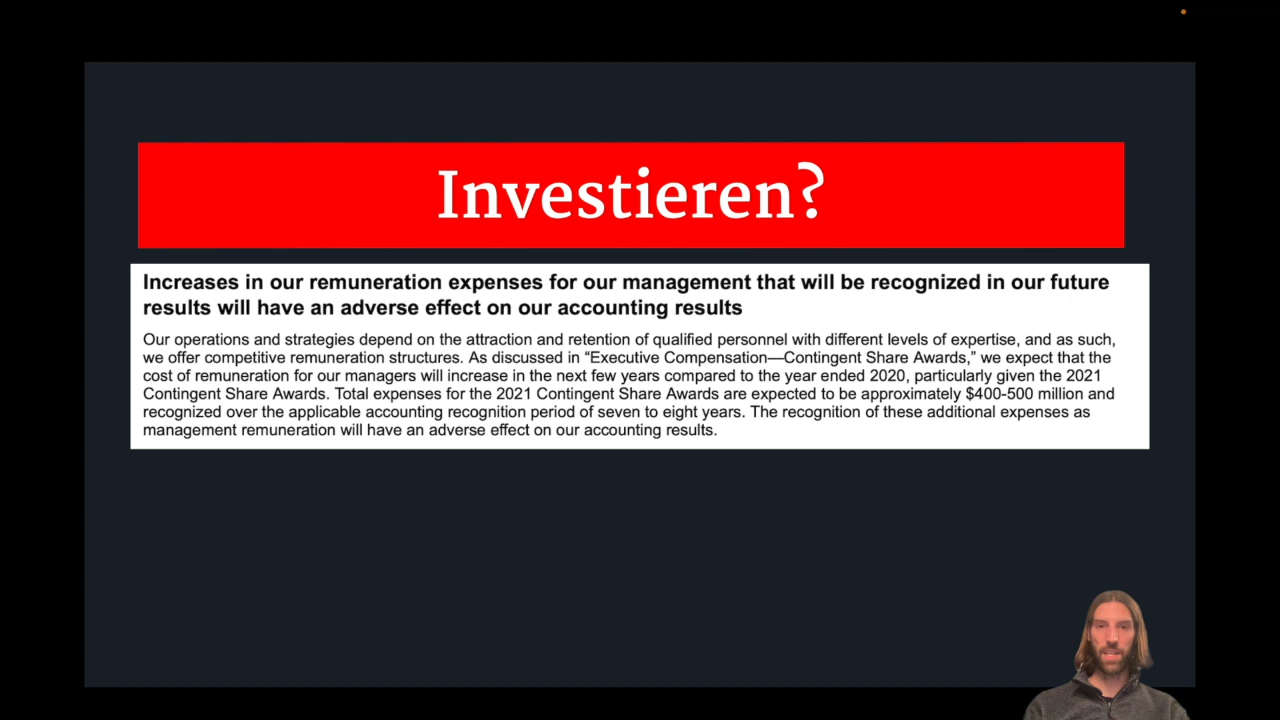 Investieren?
Increases in our remuneration expenses for our management that will be recognized in our future
results will have an adverse effect on our accounting results
Our operations and strategies depend on the attraction and retention of qualified personnel with different levels of expertise, and as such,
we offer competitive remuneration structures. As discussed in “Executive Compensation—Contingent Share Awards,” we expect that the
cost of remuneration for our managers will increase in the next few years compared to the year ended 2020, particularly given the 2021
Contingent Share Awards. Total expenses for the 2021 Contingent Share Awards are expected to be approximately $400-500 million and
recognized over the applicable accounting recognition period of seven to eight years. The recognition of these additional expenses as
management remuneration will have an adverse effect on our accounting results.